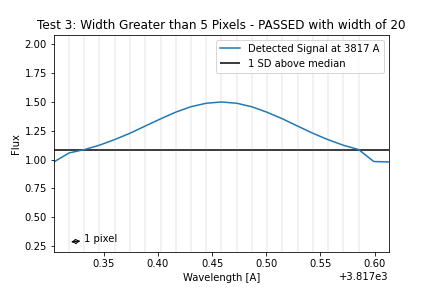 Test 3: Width Greater than 5 Pixels - PASSED with width of 20
2.00
1.75
1.50
1.25
1.00
0.75
0.50
0.25
Flux
Detected Signal at 3817 A
1 SD above median
1 pixel
0.35 0.40 0.45 0.50 0.55 0.60
Wavelength [A]
+3.817e3